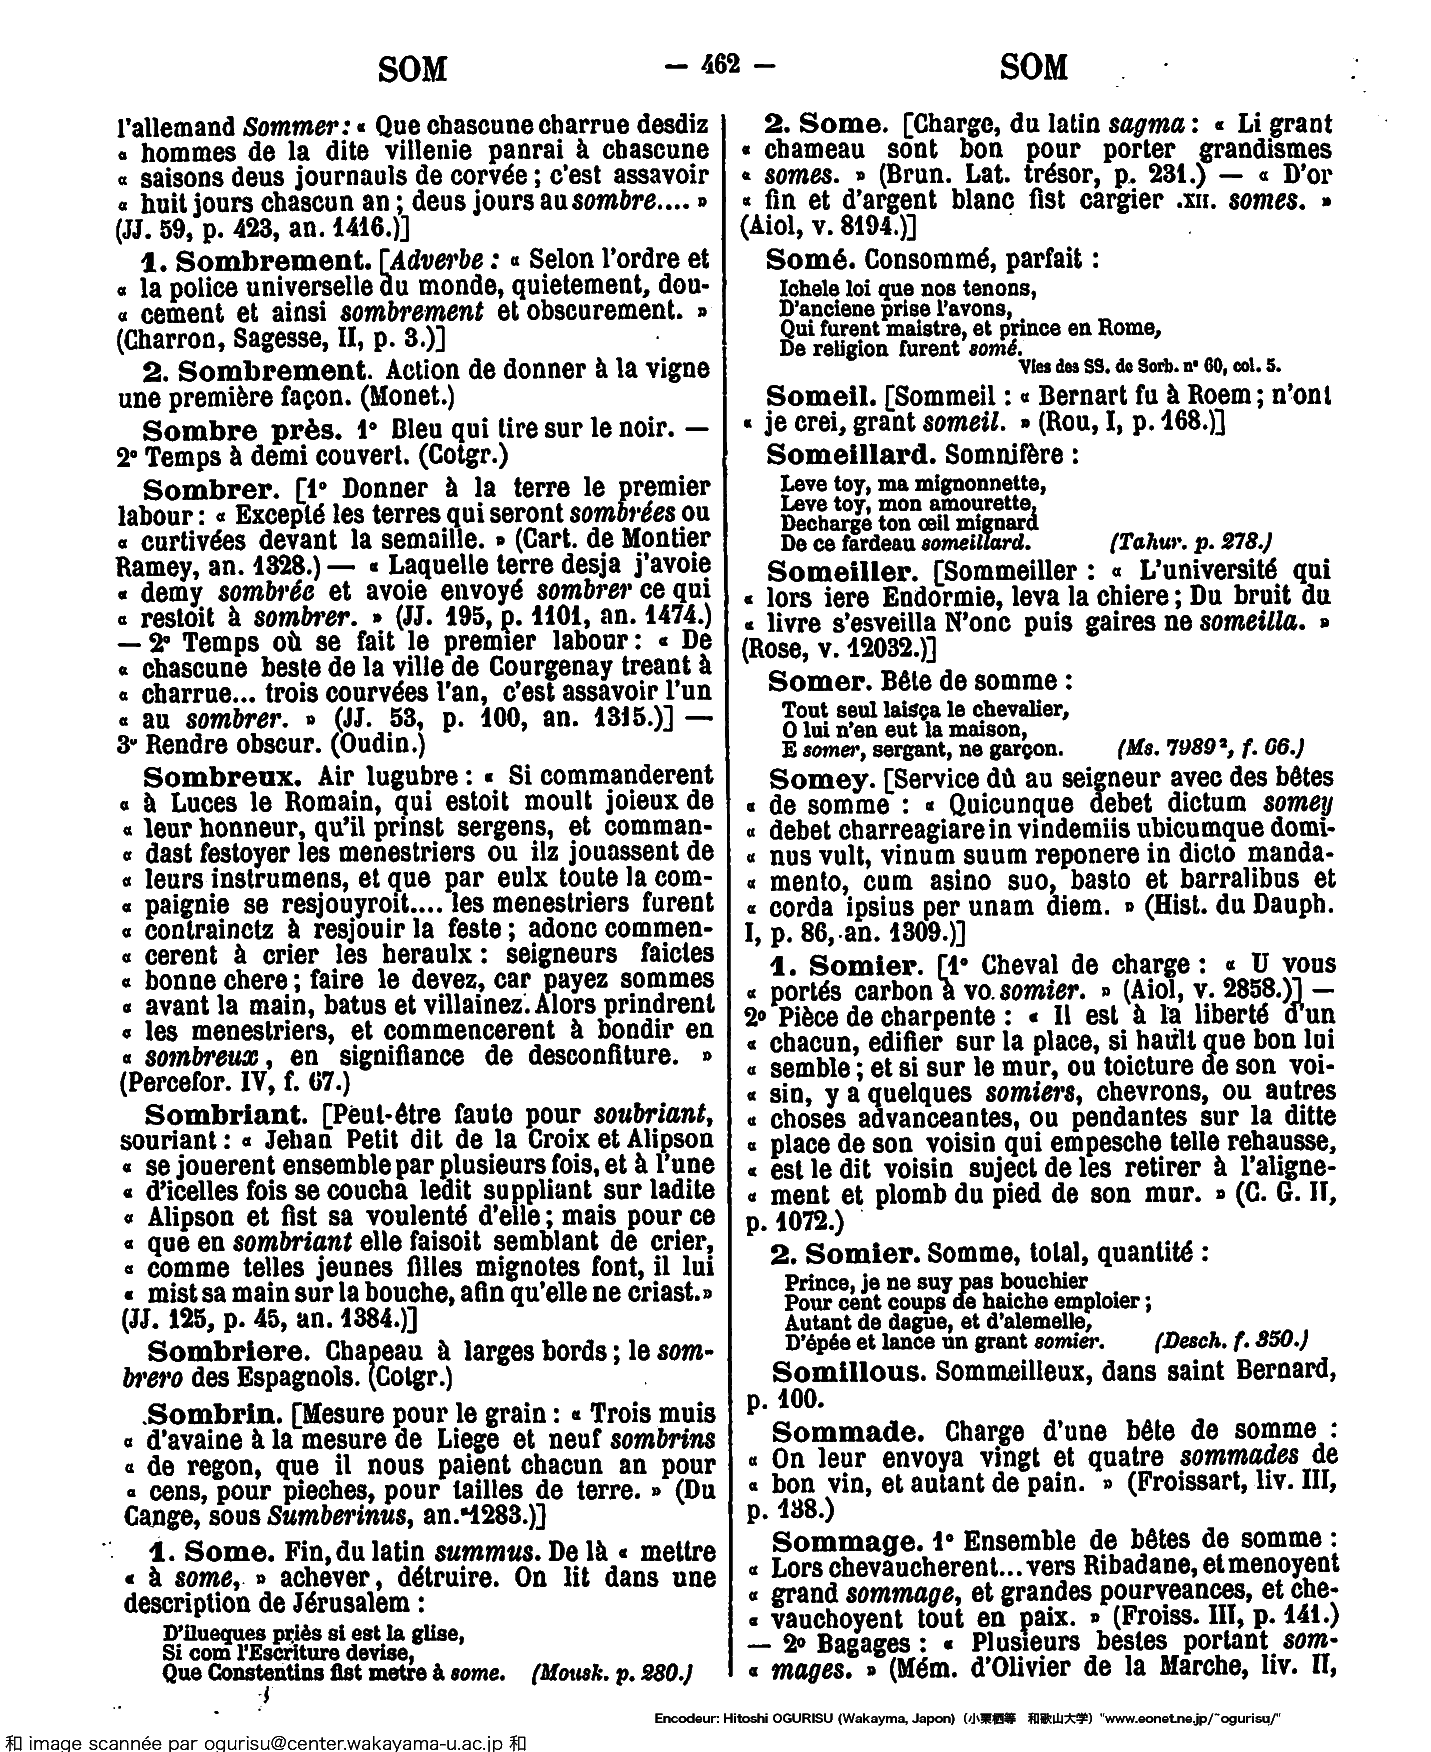 SOM — 462 — SOM
l'allemand Sommer : « Que chascune charrue desdiz
« hommes de la dite villenie panrai à chascune
« saisons deus journauls de corvée ; c'est assavoir
« huit jours chascun an ; deus jours au sombre.... »
(JJ. 59, p. 423, an. 1416.)]
1. Sombrement. [Adverbe : « Selon l'ordre et
« la police universelle du monde, quietement, dou-
« cement et ainsi sombrement et obscurement. »
(Charron, Sagesse, II, p. 3.)]
2. Sombrement. Action de donner à la vigne
une première façon. (Monet.)
Sombre près. 1° Bleu qui tire sur le noir. —
2° Temps à demi couvert. (Cotgr.)
Sombrer. [1° Donner à la terre le premier
labour : « Excepté les terres qui seront sombrées ou
« curtivées devant la semaille. » (Cart. de Montier
Ramey, an. 1328.) — « Laquelle terre desja j'avoie
« demy sombrée et avoie envoyé sombrer ce qui
« restoit à sombrer. » (JJ. 195, p. 1101, an. 1474.)
— 2° Temps où se fait le premier labour : « De
« chascune beste de la ville de Courgenay treant à
« charrue... trois courvées l'an, c'est assavoir l'un
« au sombrer. » (JJ. 53, p. 100, an. 1315.)] —
3° Rendre obscur. (Oudin.)
Sombreux. Air lugubre : « Si commanderent
« à Luces le Romain, qui estoit moult joieux de
« leur honneur, qu'il prinst sergens, et comman-
« dast festoyer les menestriers ou ilz jouassent de
« leurs instrumens, et que par eulx toute la com-
« paignie se resjouyroit.... les menestriers furent
« contrainctz à resjouir la feste ; adonc commen-
« cerent à crier les heraulx : seigneurs faictes
« bonne chere ; faire le devez, car payez sommes
« avant la main, batus et villainez. Alors prindrent
« les menestriers, et commencerent à bondir en
« sombreux, en signifiance de desconfiture. »
(Percefor. IV, f. 67.)
Sombriant. [Peut-être faute pour soubriant,
souriant : « Jehan Petit dit de la Croix et Alipson
« se jouerent ensemble par plusieurs fois, et à l'une
« d'icelles fois se coucha ledit suppliant sur ladite
« Alipson et fist sa voulenté d'elle ; mais pour ce
« que en sombriant elle faisoit semblant de crier,
« comme telles jeunes filles mignotes font, il lui
« mist sa main sur la bouche, afin qu'elle ne criast. »
(JJ. 125, p. 45, an. 1384.)]
Sombriere. Chapeau à larges bords ; le som-
brero des Espagnols. (Cotgr.)
Sombrin. [Mesure pour le grain : « Trois muis
« d'avaine à la mesure de Liege et neuf sombrins
« de regon, que il nous paient chacun an pour
« cens, pour pieches, pour tailles de terre. » (Du
Cange, sous Sumberinus, an. 1283.)]
1. Some. Fin, du latin summus. De là « mettre
« à some, » achever, détruire. On lit dans une
description de Jérusalem :
D'ilueques priès si est la glise,
Si com l'Escriture devise,
Que Constentins fist metre à some. (Mousk. p. 280.)
2. Some. [Charge, du latin sagma : « Li grant
« chameau sont bon pour porter grandismes
« somes. » (Brun. Lat. trésor, p. 231.) — « D'or
« fin et d'argent blanc fist cargier .XII. somes. »
(Aiol, v. 8194.)]
Somé. Consommé, parfait :
Ichele loi que nos tenons,
D'anciene prise l'avons,
Qui furent maistre, et prince en Rome,
De religion furent somé.
Vies des SS. de Sorb. n° 60, col. 5.
Someil. [Sommeil : « Bernart fu à Roem ; n'ont
« je crei, grant someil. » (Rou, I, p. 168.)]
Someillard. Somnifère :
Leve toy, ma mignonnette,
Leve toy, mon amourette,
Decharge ton œil mignard
De ce fardeau someillard. (Tahur. p. 278.)
Someiller. [Sommeiller : « L'université qui
« lors iere Endormie, leva la chiere ; Du bruit du
« livre s'esveilla N'onc puis gaires ne someilla. »
(Rose, v. 12032.)]
Somer. Bête de somme :
Tout seul laisça le chevalier,
O lui n'en eut la maison,
E somer, sergant, ne garçon. (Ms. 7989², f. 66.)
Somey. [Service dû au seigneur avec des bêtes
« de somme : « Quicunque debet dictum somey
« debet charreagiare in vindemiis ubicumque domi-
« nus vult, vinum suum reponere in dicto manda-
« mento, cum asino suo, basto et barralibus et
« corda ipsius per unam diem. » (Hist. du Dauph.
I, p. 86, an. 1309.)]
1. Somier. [1° Cheval de charge : « U vous
« portés carbon à vo somier. » (Aiol, v. 2858.)] —
2° Pièce de charpente : « Il est à la liberté d'un
« chacun, edifier sur la place, si hault que bon lui
« semble ; et si sur le mur, ou toicture de son voi-
« sin, y a quelques somiers, chevrons, ou autres
« choses advanceantes, ou pendantes sur la ditte
« place de son voisin qui empesche telle rehausse,
« est le dit voisin suject de les retirer à l'aligne-
« ment et plomb du pied de son mur. » (C. G. II,
p. 1072.)
2. Somier. Somme, total, quantité :
Prince, je ne suy pas bouchier
Pour cent coups de haiche emploier ;
Autant de dague, et d'alemelle,
D'épée et lance un grant somier. (Desch. f. 350.)
Somillous. Sommeilleux, dans saint Bernard,
p. 100.
Sommade. Charge d'une bête de somme :
« On leur envoya vingt et quatre sommades de
« bon vin, et autant de pain. » (Froissart, liv. III,
p. 138.)
Sommage. 1° Ensemble de bêtes de somme :
« Lors chevaucherent... vers Ribadane, et menoyent
« grand sommage, et grandes pourveances, et che-
« vauchoyent tout en paix. » (Froiss. III, p. 141.)
— 2° Bagages : « Plusieurs bestes portant som-
« mages. » (Mém. d'Olivier de la Marche, liv. II,
Encodeur: Hitoshi OGURISU (Wakayma, Japon) (小栗栖等 和歌山大学) "www.eonet.ne.jp/~ogurisu/"
和 image scannée par ogurisu@center.wakayama-u.ac.jp 和